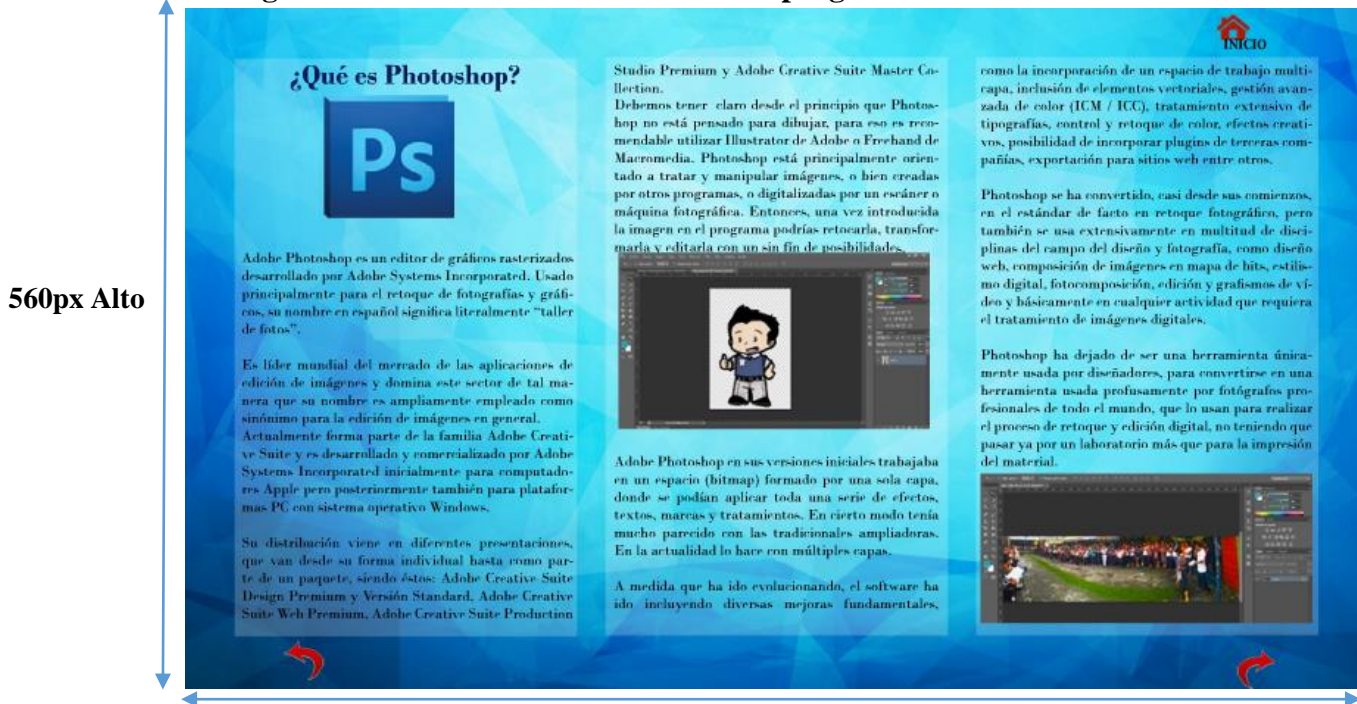 INICIO
¿Qué es Photoshop?
Ps
Adobe Photoshop es un editor de gráficos rasterizados
desarrollado por Adobe Systems Incorporated. Usado
principalmente para el retoque de fotografías y gráfi-
cos, su nombre en español significa literalmente “taller
de fotos”.
Es líder mundial del mercado de las aplicaciones de
edición de imágenes y domina este sector de tal ma-
nera que su nombre es ampliamente empleado como
sinónimo para la edición de imágenes en general.
Actualmente forma parte de la familia Adobe Creati-
ve Suite y es desarrollado y comercializado por Adobe
Systems Incorporated inicialmente para computado-
res Apple pero posteriormente también para platafor-
mas PC con sistema operativo Windows.
Su distribución viene en diferentes presentaciones,
que van desde su forma individual hasta como par-
te de un paquete, siendo éstos: Adobe Creative Suite
Design Premium y Versión Standard, Adobe Creative
Suite Web Premium, Adobe Creative Suite Production
Studio Premium y Adobe Creative Suite Master Co-
llection.
Debemos tener claro desde el principio que Photos-
hop no está pensado para dibujar, para eso es reco-
mendable utilizar Illustrator de Adobe o Freehand de
Macromedia. Photoshop está principalmente orien-
tado a tratar y manipular imágenes, o bien creadas
por otros programas, o digitalizadas por un escáner o
máquina fotográfica. Entonces, una vez introducida
la imagen en el programa podrías retocarla, transfor-
marla y editarla con un sin fin de posibilidades.
Adobe Photoshop en sus versiones iniciales trabajaba
en un espacio (bitmap) formado por una sola capa,
donde se podían aplicar toda una serie de efectos,
textos, marcas y tratamientos. En cierto modo tenía
mucho parecido con las tradicionales ampliadoras.
En la actualidad lo hace con múltiples capas.
A medida que ha ido evolucionando, el software ha
ido incluyendo diversas mejoras fundamentales,
como la incorporación de un espacio de trabajo multi-
capa, inclusión de elementos vectoriales, gestión avan-
zada de color (ICM / ICC), tratamiento extensivo de
tipografías, control y retoque de color, efectos creati-
vos, posibilidad de incorporar plugins de terceras com-
pañías, exportación para sitios web entre otros.
Photoshop se ha convertido, casi desde sus comienzos,
en el estándar de facto en retoque fotográfico, pero
también se usa extensivamente en multitud de disci-
plinas del campo del diseño y fotografía, como diseño
web, composición de imágenes en mapa de bits, estilis-
mo digital, fotocomposición, edición y grafismos de ví-
deo y básicamente en cualquier actividad que requiera
el tratamiento de imágenes digitales.
Photoshop ha dejado de ser una herramienta única-
mente usada por diseñadores, para convertirse en una
herramienta usada profusamente por fotógrafos pro-
fesionales de todo el mundo, que lo usan para realizar
el proceso de retoque y edición digital, no teniendo que
pasar ya por un laboratorio más que para la impresión
del material.
560px Alto